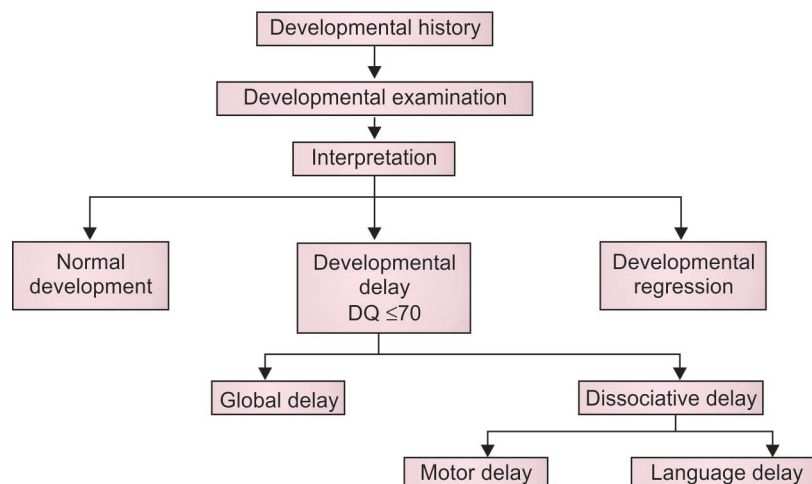 Developmental history
Developmental examination
Interpretation
Normal
development
Developmental
delay
DQ ≤70
Developmental
regression
Global delay
Dissociative delay
Motor delay
Language delay